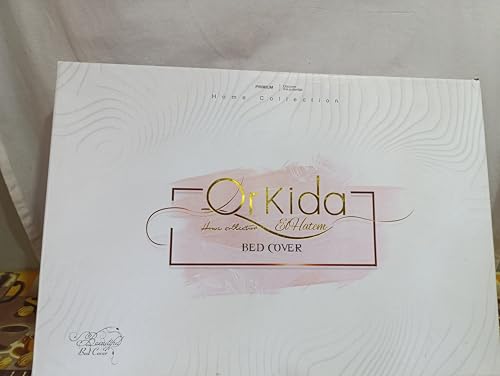 PREMIUM
Home Collection
Orkida
Home collection El Hatem
BED COVER
Beautiful
Bed Cover